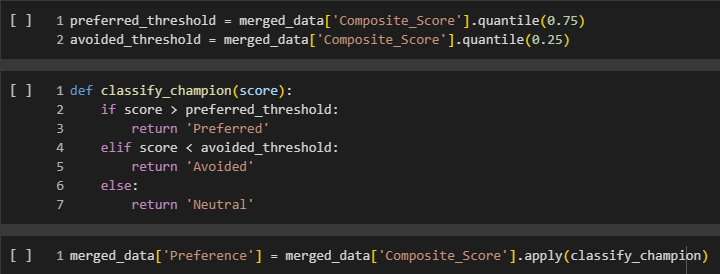 [ ] 1 preferred_threshold = merged_data['Composite_Score'].quantile(0.75)
2 avoided_threshold = merged_data['Composite_Score'].quantile(0.25)
[ ] 1 def classify_champion(score):
2     if score > preferred_threshold:
3         return 'Preferred'
4     elif score < avoided_threshold:
5         return 'Avoided'
6     else:
7         return 'Neutral'
[ ] 1 merged_data['Preference'] = merged_data['Composite_Score'].apply(classify_champion)